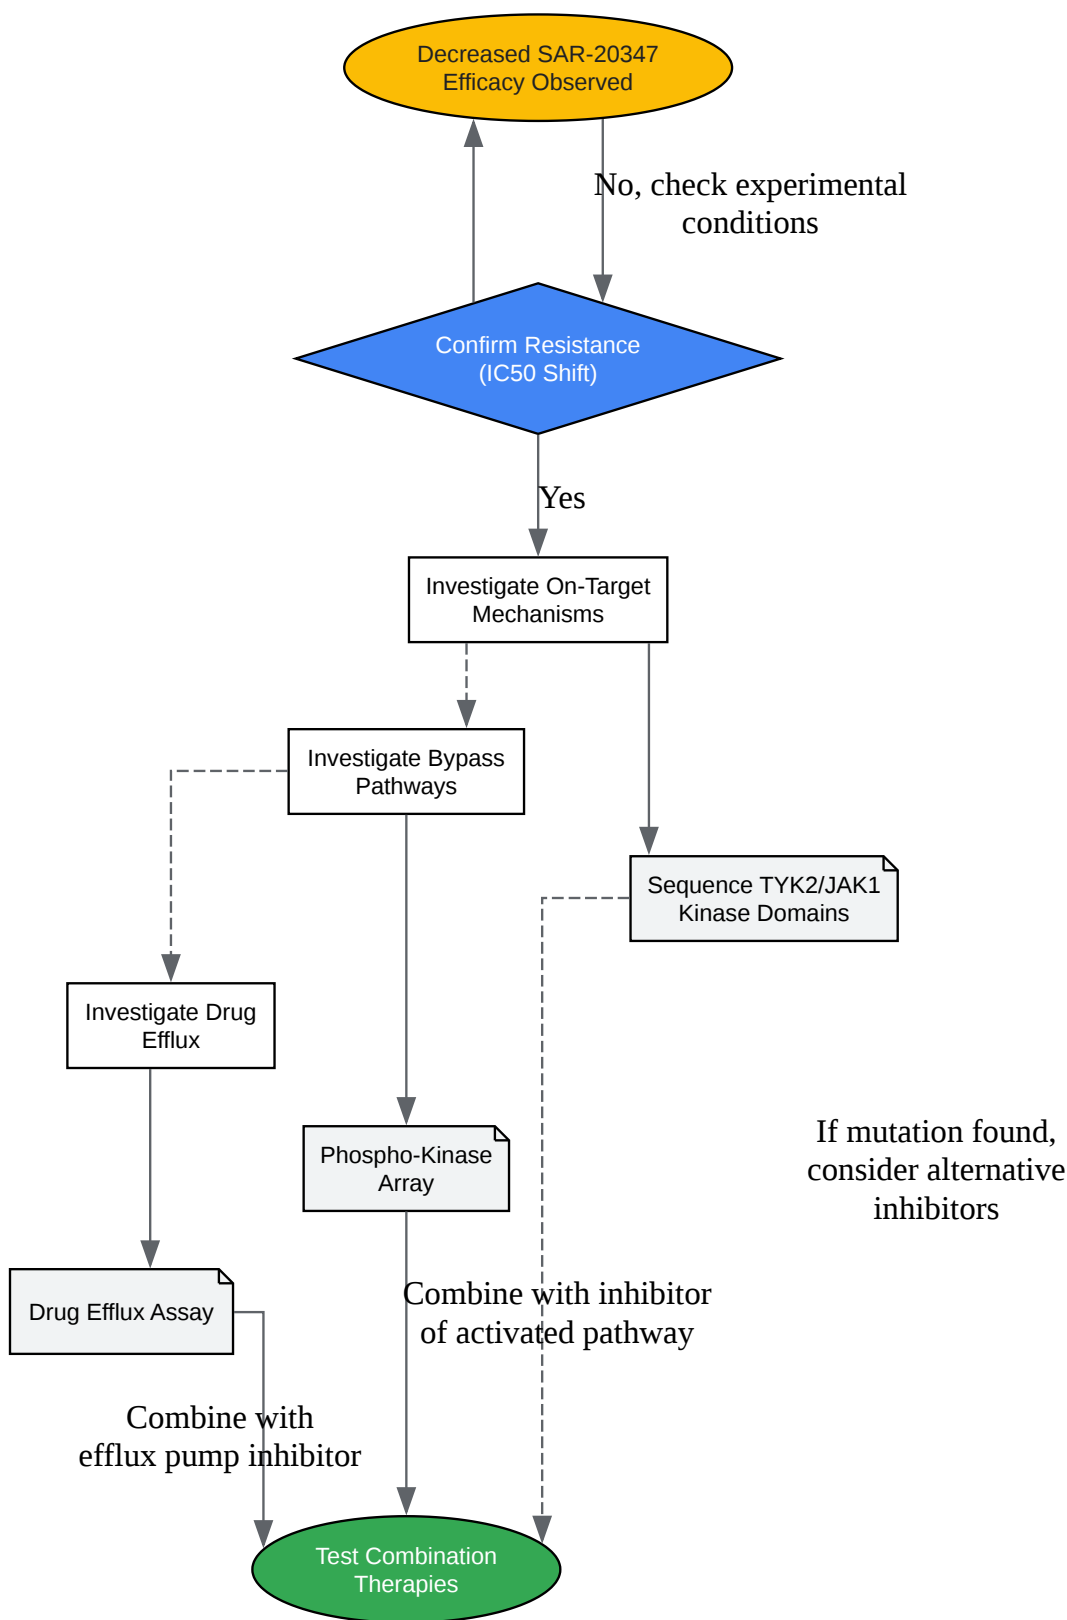 Decreased SAR-20347
Efficacy Observed
No, check experimental
conditions
Confirm Resistance
(IC50 Shift)
Yes
Investigate On-Target
Mechanisms
Investigate Bypass
Pathways
Sequence TYK2/JAK1
Kinase Domains
Investigate Drug
Efflux
If mutation found,
consider alternative
inhibitors
Phospho-Kinase
Array
Drug Efflux Assay
Combine with inhibitor
of activated pathway
Combine with
efflux pump inhibitor
Test Combination
Therapies